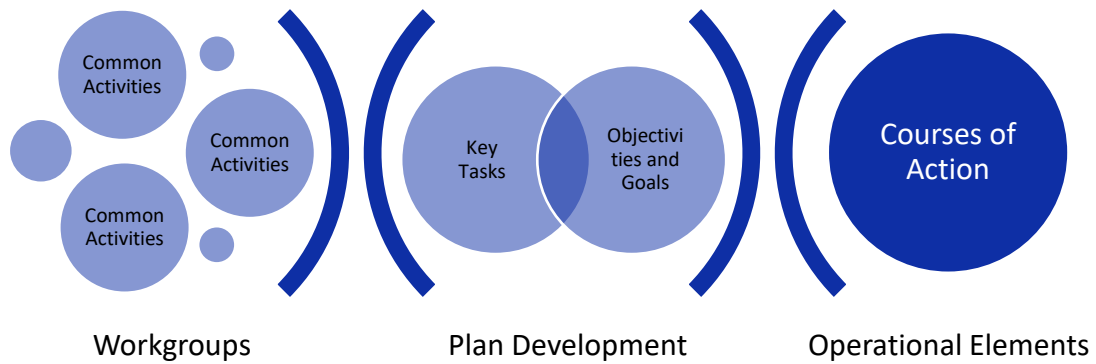 Common
Activities
Common
Activities
Common
Activities
Key
Tasks
Objectivi
ties and
Goals
Courses of
Action
Workgroups
Plan Development
Operational Elements